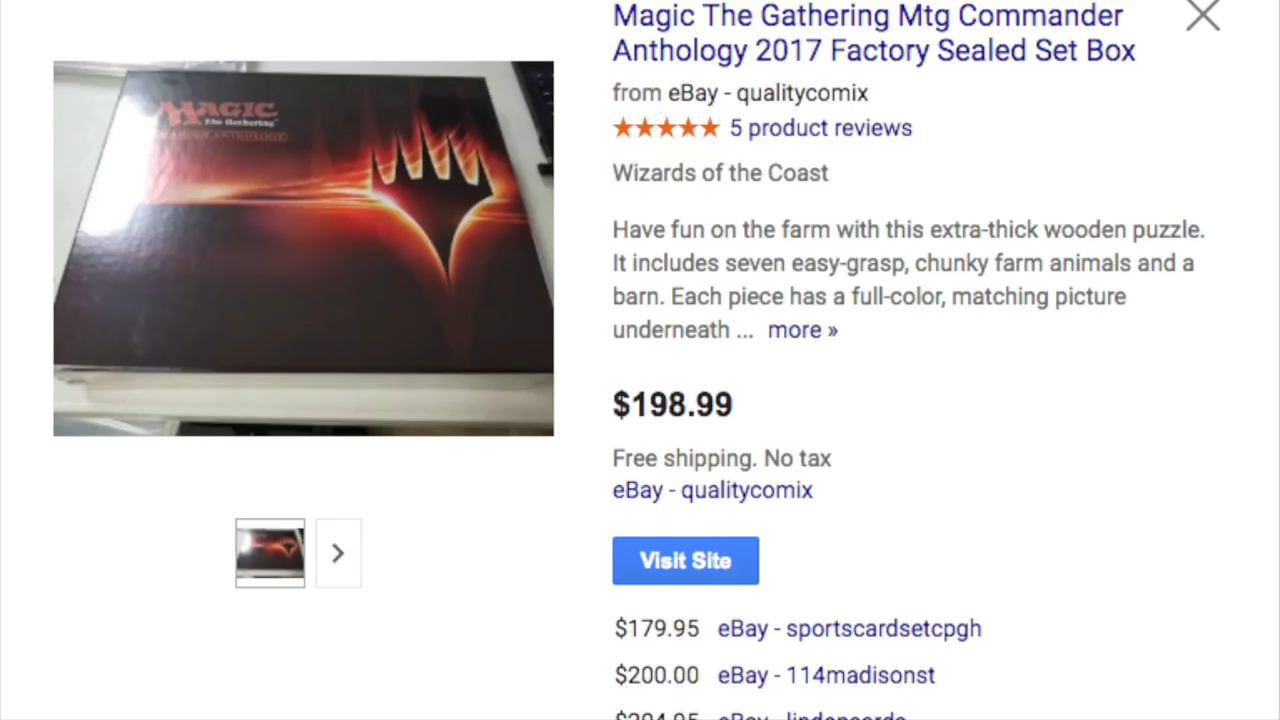 Magic The Gathering Mtg Commander
Anthology 2017 Factory Sealed Set Box
from eBay - qualitycomix
5 product reviews
Wizards of the Coast
Have fun on the farm with this extra-thick wooden puzzle.
It includes seven easy-grasp, chunky farm animals and a
barn. Each piece has a full-color, matching picture
underneath ... more »
$198.99
Free shipping. No tax
eBay - qualitycomix
Visit Site
$179.95 eBay - sportscardsetcpgh
$200.00 eBay - 114madisonst
MAGIC
The Gathering
ANTHOLOGY